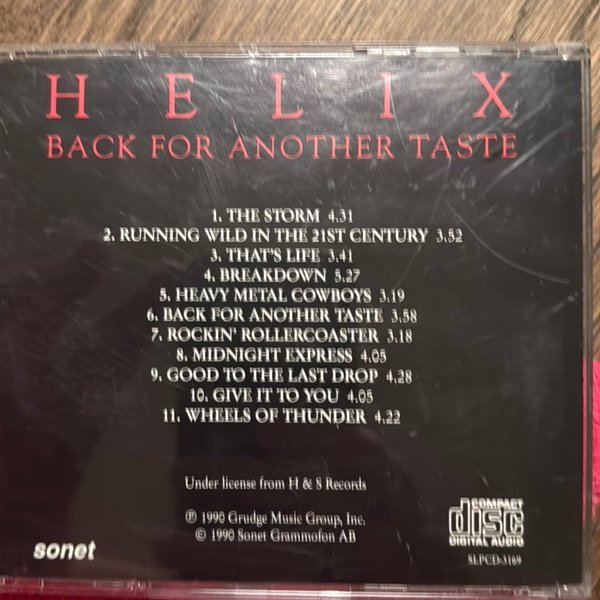 HELIX
BACK FOR ANOTHER TASTE
1. THE STORM 4.31
2. RUNNING WILD IN THE 21ST CENTURY 3.52
3. THAT'S LIFE 3.41
4. BREAKDOWN 5.27
5. HEAVY METAL COWBOYS 3.19
6. BACK FOR ANOTHER TASTE 3.58
7. ROCKIN' ROLLERCOASTER 3.18
8. MIDNIGHT EXPRESS 4.05
9. GOOD TO THE LAST DROP 4.28
10. GIVE IT TO YOU 4.05
11. WHEELS OF THUNDER 4.22
Under license from H & S Records
℗ 1990 Grudge Music Group, Inc.
© 1990 Sonet Grammofon AB
sonet
COMPACT
disc
DIGITAL AUDIO
SLPCD-3169